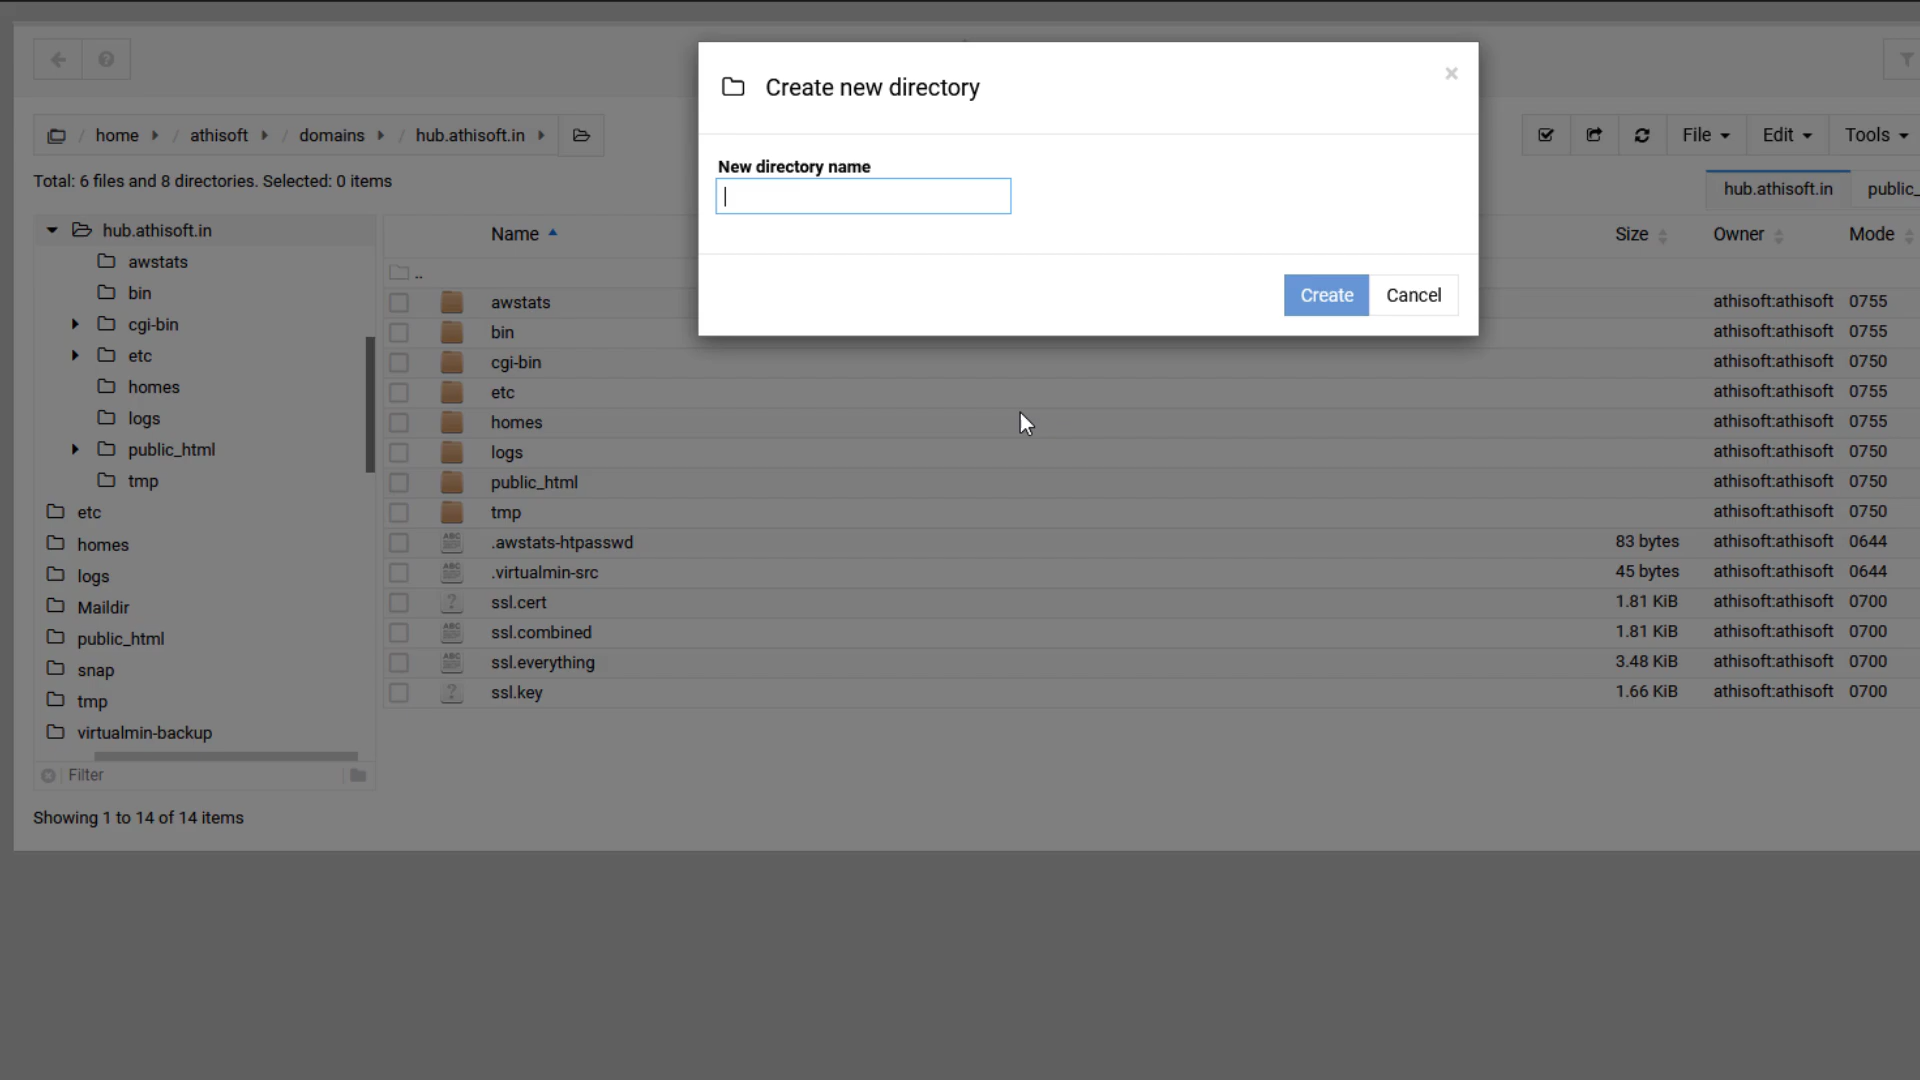 Create new directory
×
home / athisoft / domains / hub.athisoft.in
File Edit Tools
Total: 6 files and 8 directories. Selected: 0 items
New directory name
hub.athisoft.in public_
Create Cancel
hub.athisoft.in
awstats
bin
cgi-bin
etc
homes
logs
public_html
tmp
etc
homes
logs
Maildir
public_html
snap
tmp
virtualmin-backup
Filter
Name Size Owner Mode
..
awstats athisoft:athisoft 0755
bin athisoft:athisoft 0755
cgi-bin athisoft:athisoft 0750
etc athisoft:athisoft 0755
homes athisoft:athisoft 0755
logs athisoft:athisoft 0750
public_html athisoft:athisoft 0750
tmp athisoft:athisoft 0750
ABC .awstats-htpasswd 83 bytes athisoft:athisoft 0644
ABC .virtualmin-src 45 bytes athisoft:athisoft 0644
? ssl.cert 1.81 KiB athisoft:athisoft 0700
ABC ssl.combined 1.81 KiB athisoft:athisoft 0700
ABC ssl.everything 3.48 KiB athisoft:athisoft 0700
? ssl.key 1.66 KiB athisoft:athisoft 0700
Showing 1 to 14 of 14 items